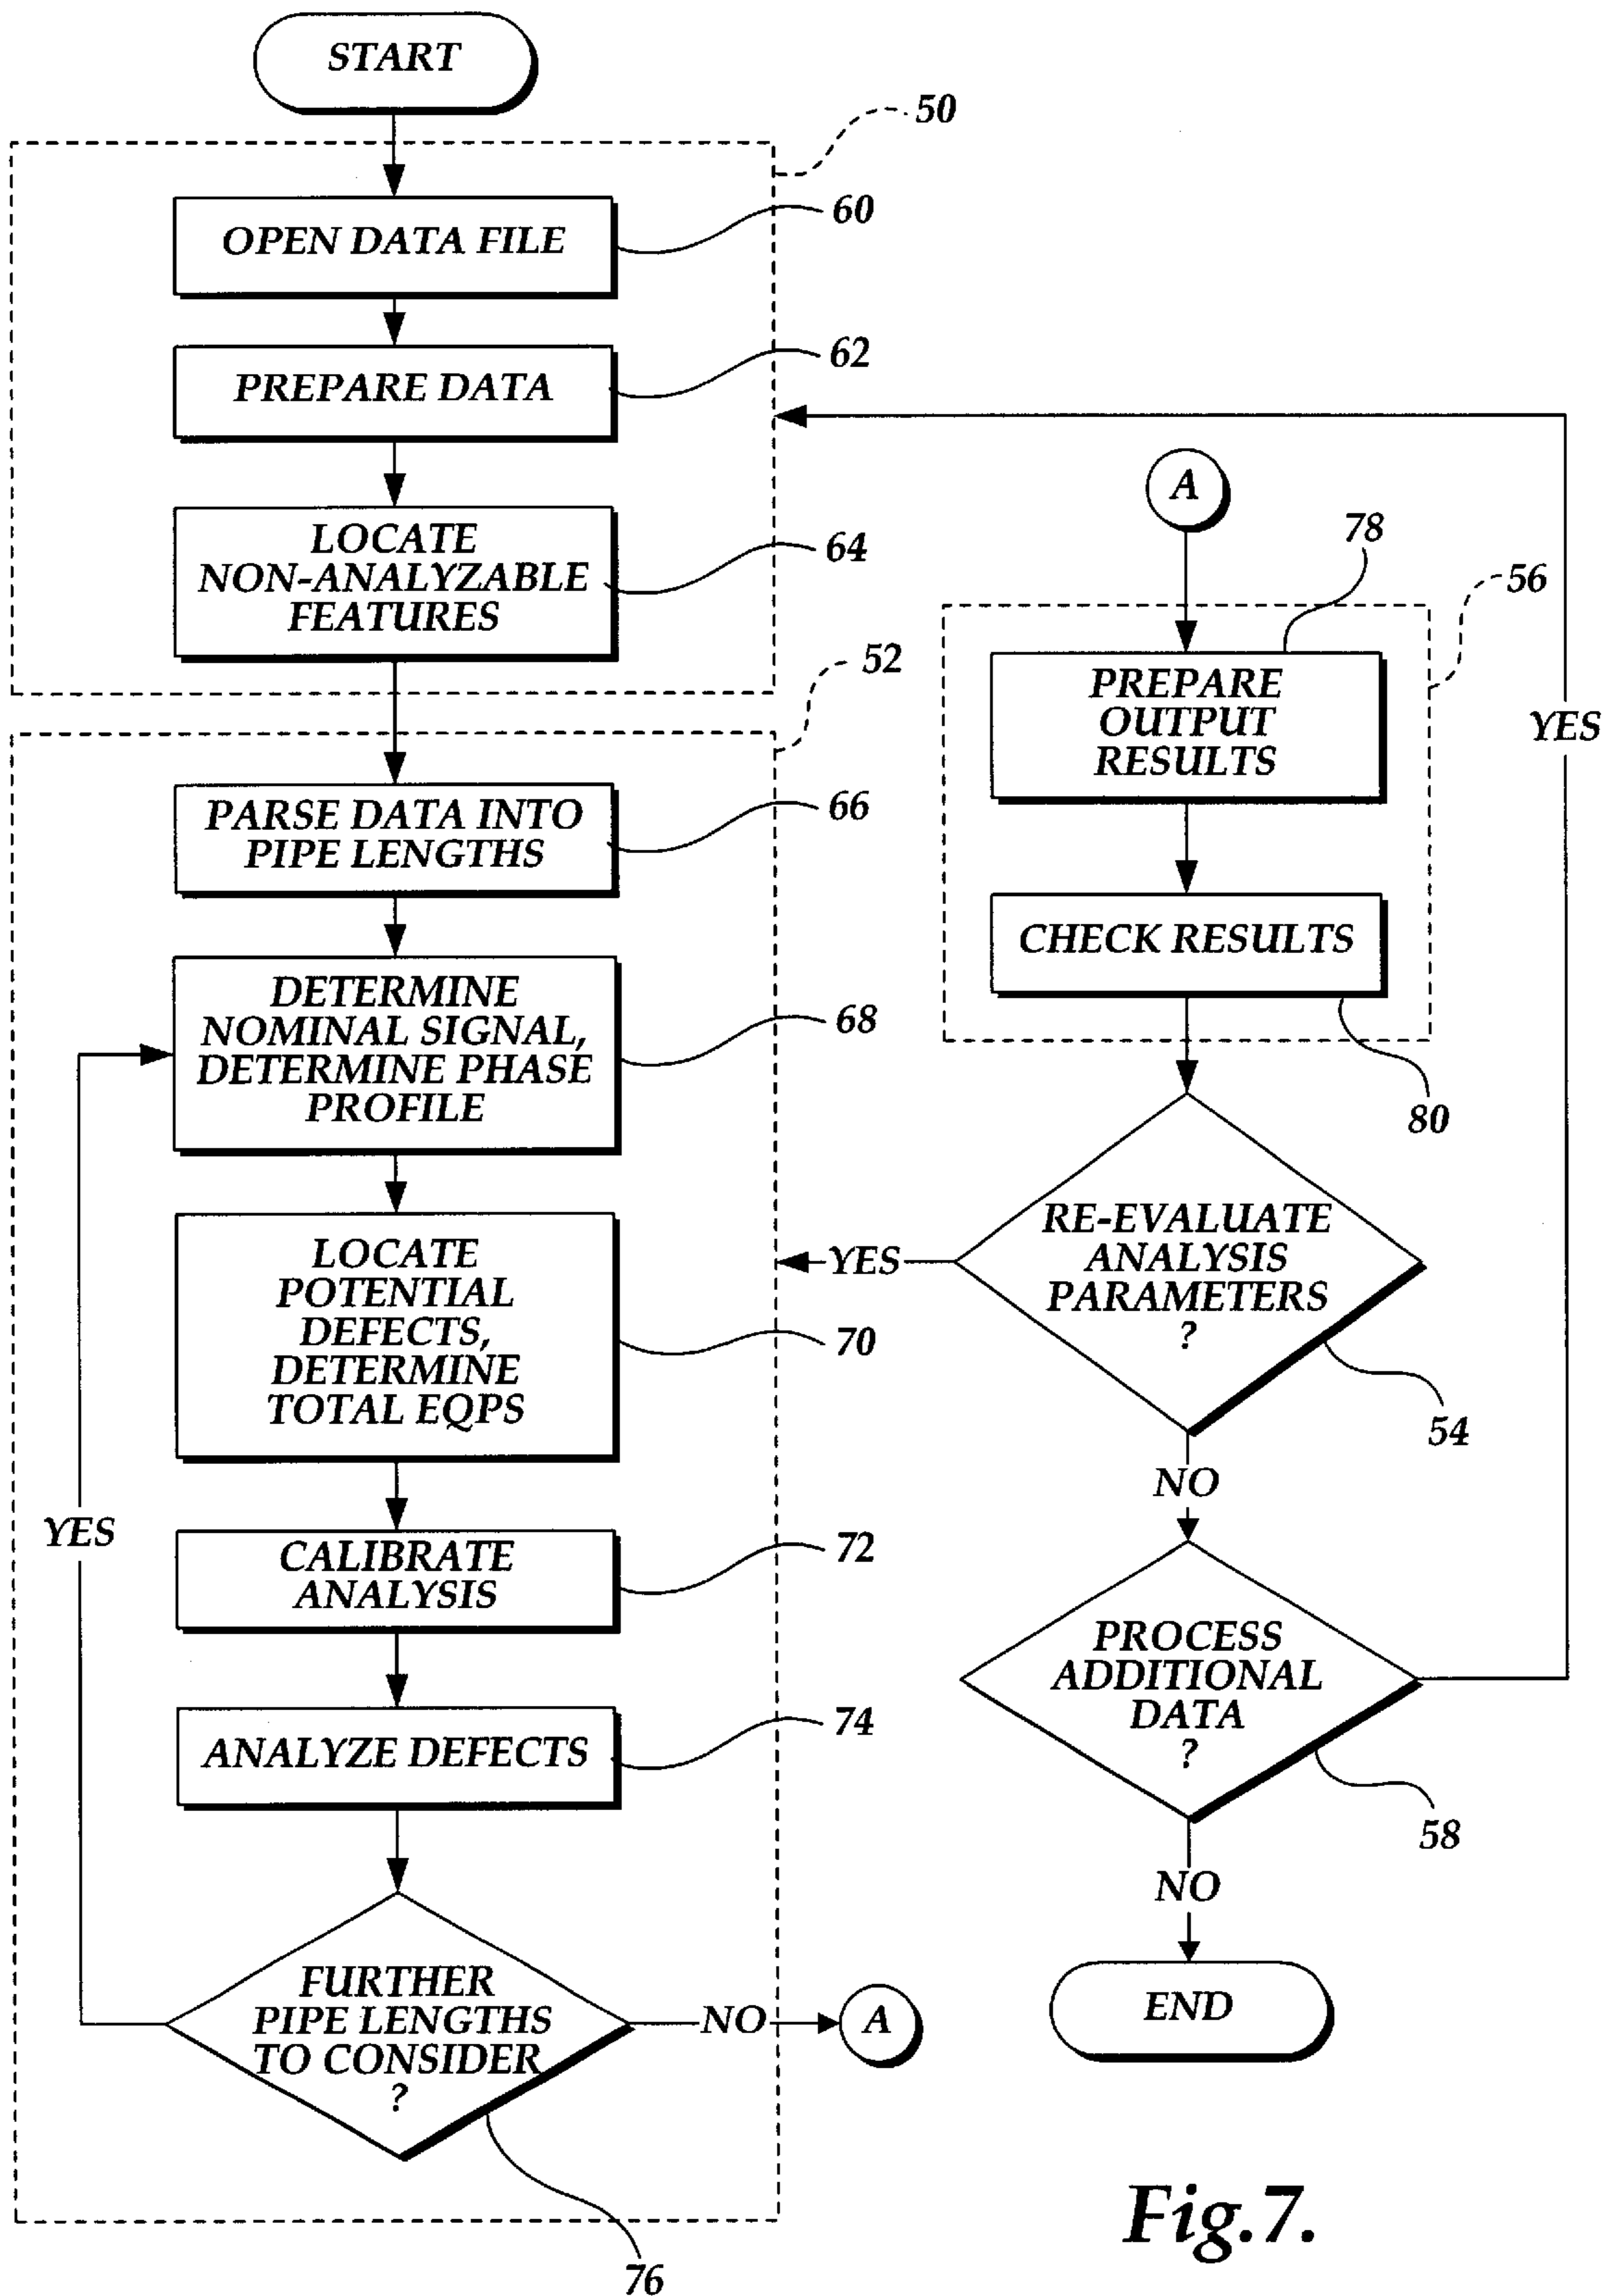 START
50
OPEN DATA FILE
60
PREPARE DATA
62
LOCATE
NON-ANALYZABLE
FEATURES
64
52
PARSE DATA INTO
PIPE LENGTHS
66
DETERMINE
NOMINAL SIGNAL,
DETERMINE PHASE
PROFILE
68
LOCATE
POTENTIAL
DEFECTS,
DETERMINE
TOTAL EQPS
70
YES
CALIBRATE
ANALYSIS
72
ANALYZE DEFECTS
74
FURTHER
PIPE LENGTHS
TO CONSIDER
?
76
NO
A
A
78
56
PREPARE
OUTPUT
RESULTS
YES
CHECK RESULTS
80
RE-EVALUATE
ANALYSIS
PARAMETERS
?
YES
54
NO
PROCESS
ADDITIONAL
DATA
?
58
NO
END
Fig.7.